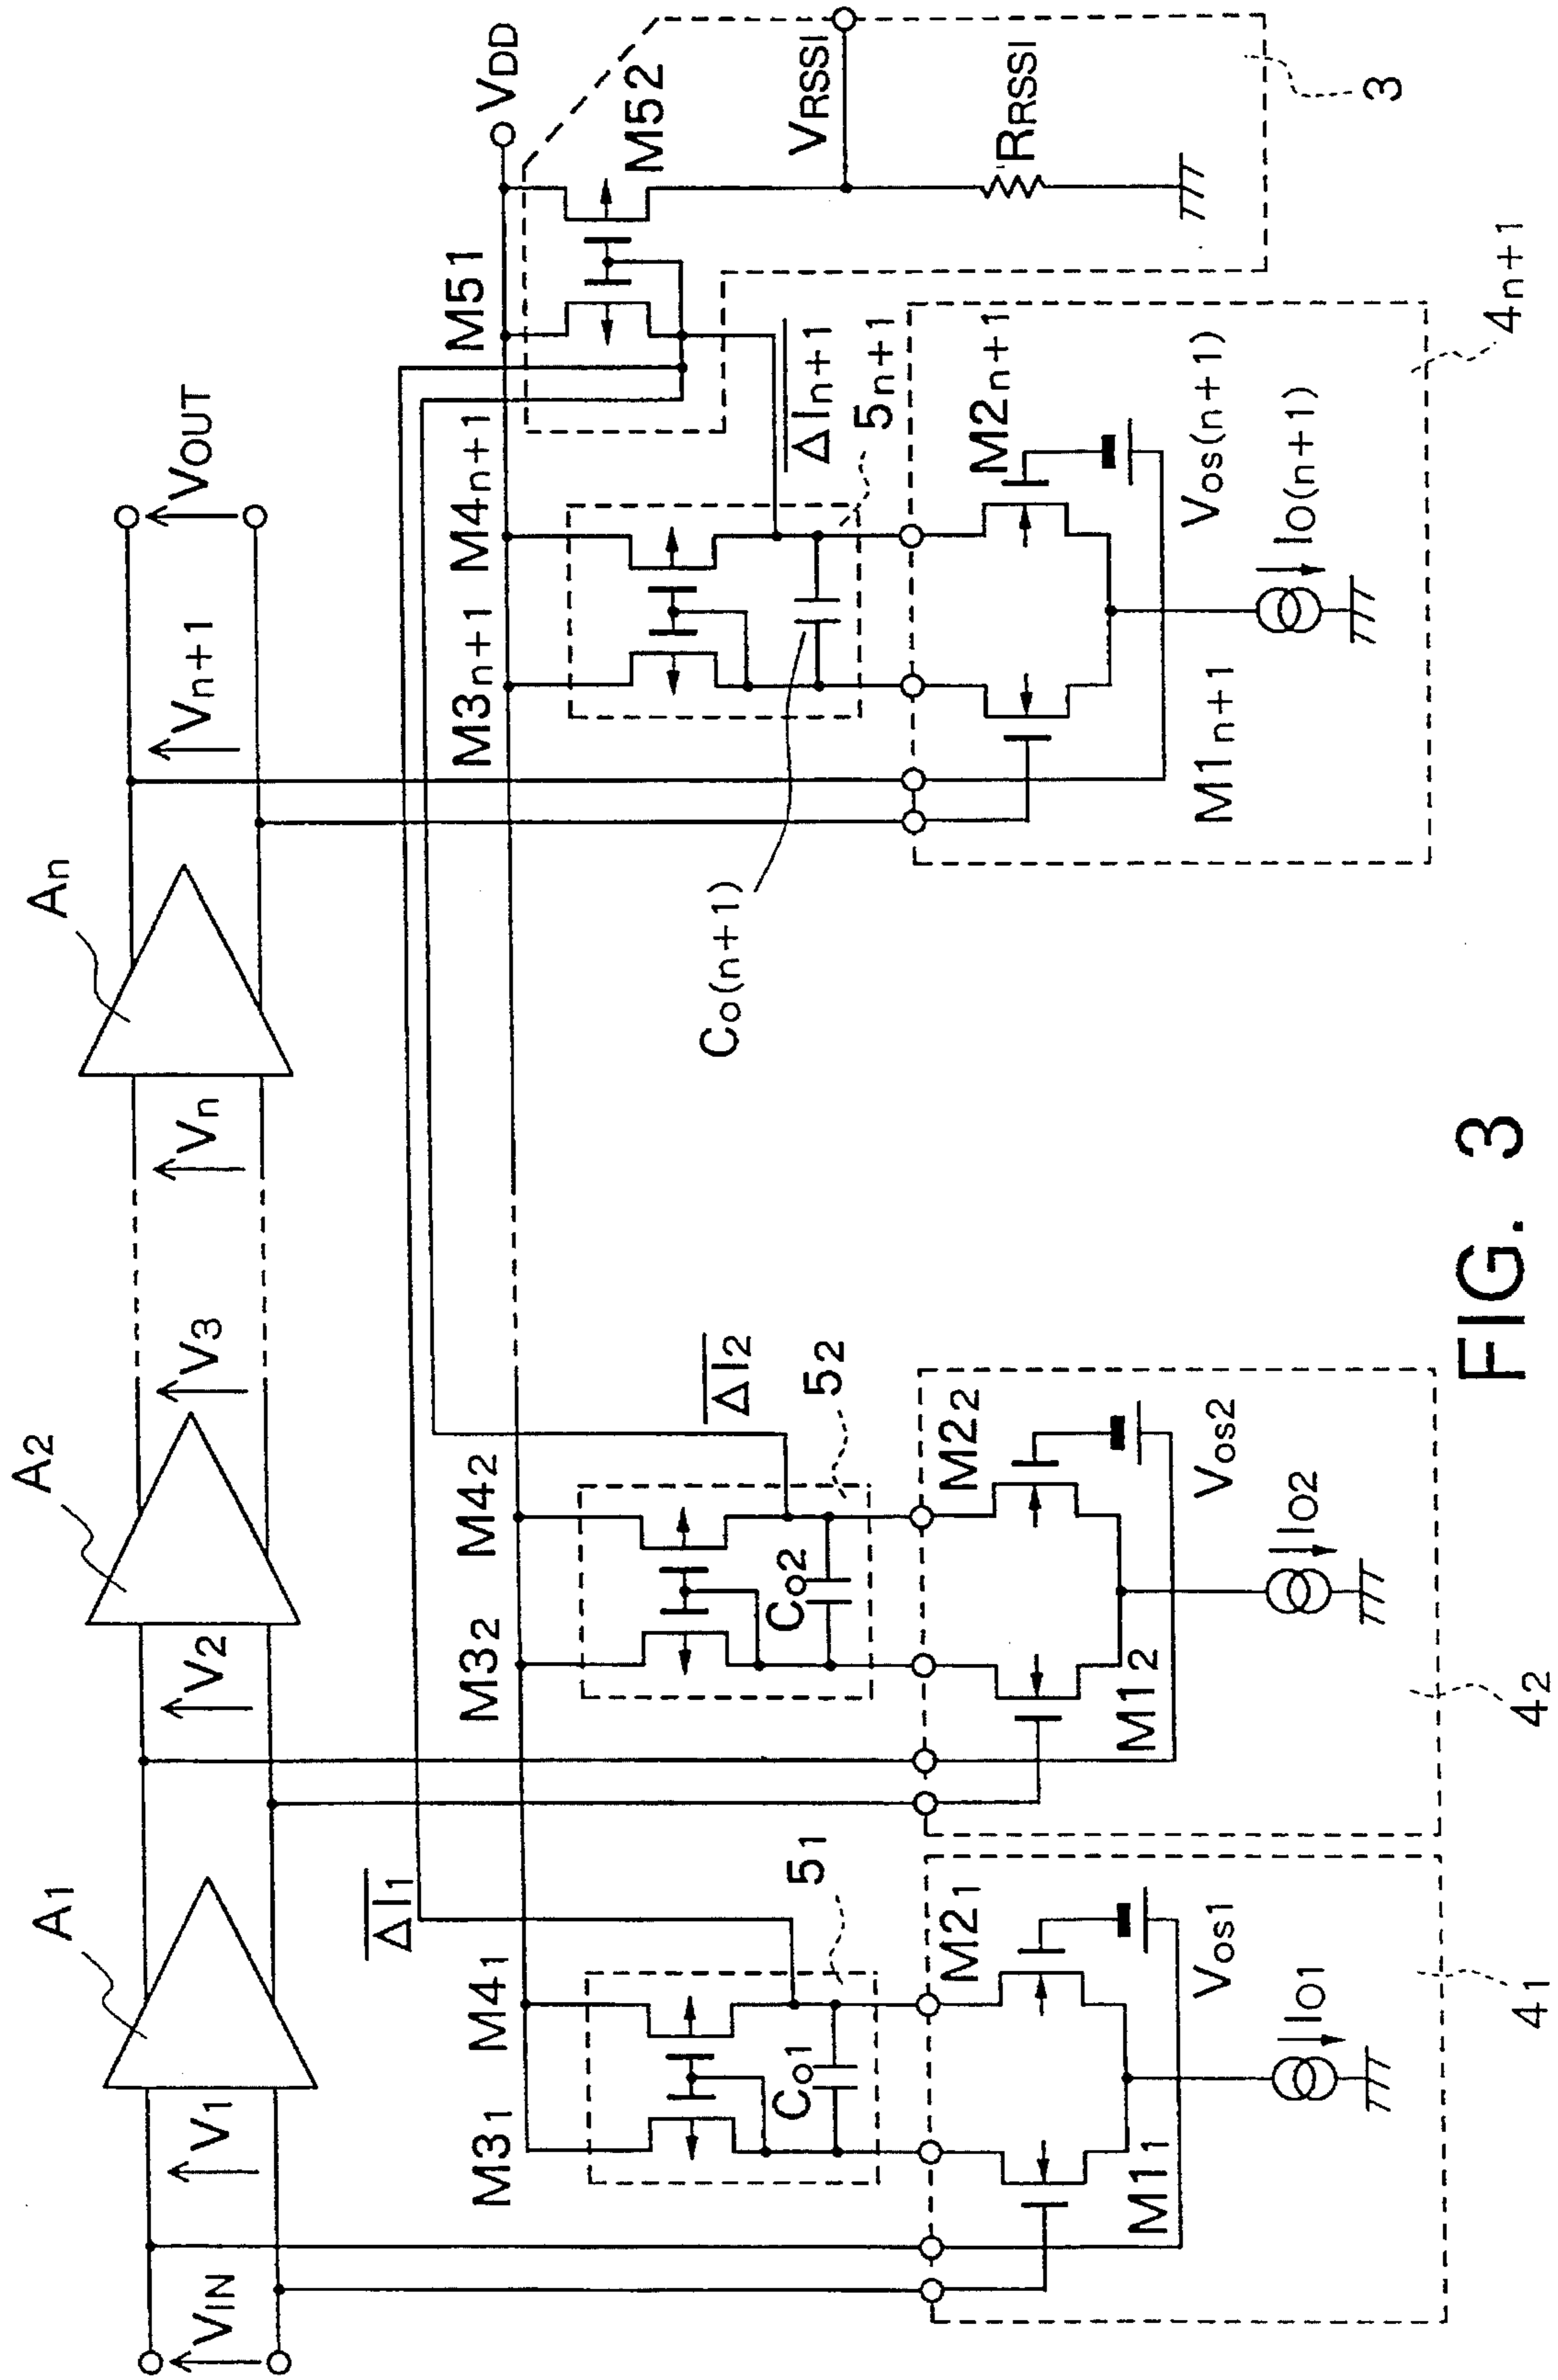 VIN
V1
A1
V2
A2
V3
Vn
An
Vn+1
VOUT
ΔI1
ΔI2
VDD
M31
M41
M32
M42
M3n+1
M4n+1
M51
M52
51
52
5n+1
Co1
Co2
Co(n+1)
ΔIn+1
VRSSI
RRSSI
3
M11
M21
M12
M22
M1n+1
M2n+1
Vos1
Vos2
Vos(n+1)
IO1
IO2
IO(n+1)
41
42
4n+1
FIG. 3